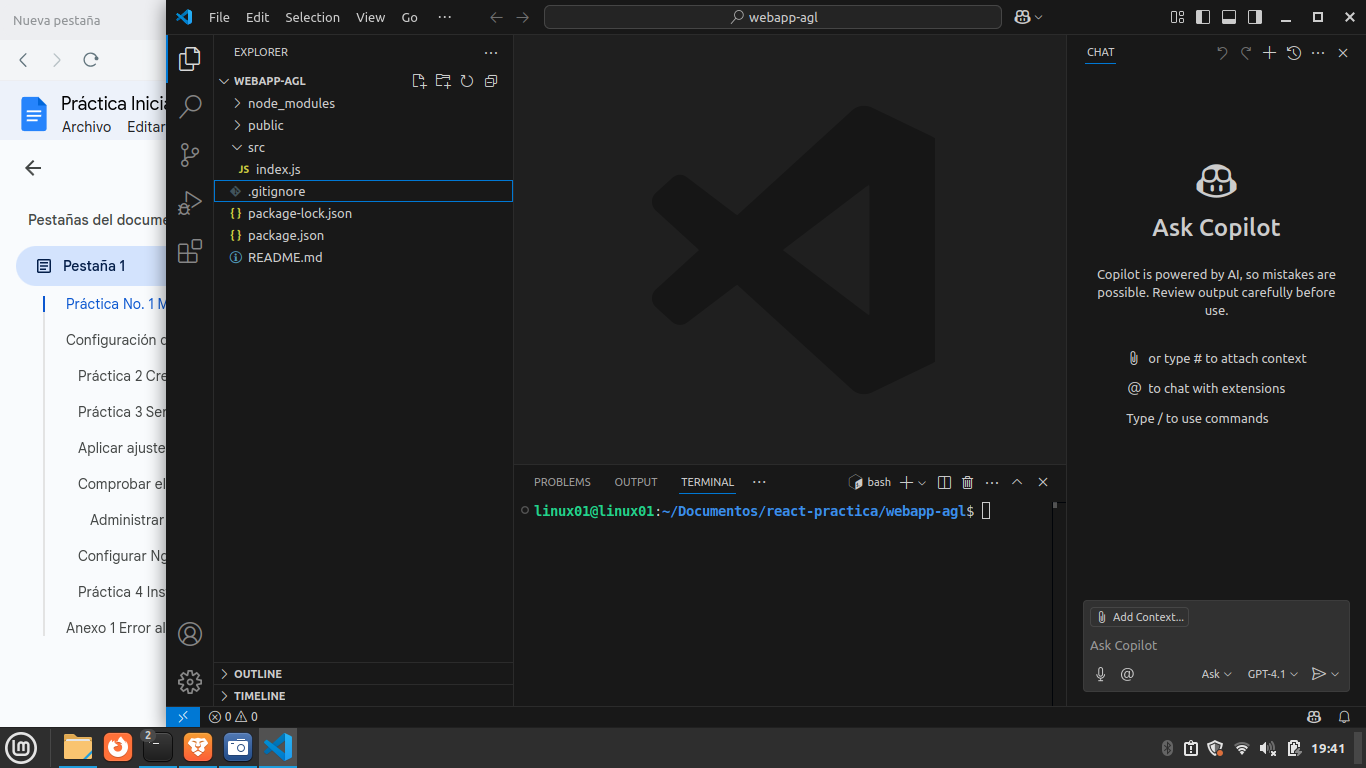 Nueva pestaña
Práctica Inicia
Archivo Editar
Pestañas del docume
Pestaña 1
Práctica No. 1 M
Configuración d
Práctica 2 Cre
Práctica 3 Ser
Aplicar ajuste
Comprobar el
Administrar
Configurar Ng
Práctica 4 Ins
Anexo 1 Error al
File Edit Selection View Go ···
webapp-agl
EXPLORER
WEBAPP-AGL
node_modules
public
src
JS index.js
.gitignore
{} package-lock.json
{} package.json
README.md
OUTLINE
TIMELINE
PROBLEMS OUTPUT TERMINAL ···
bash
linux01@linux01:~/Documentos/react-practica/webapp-agl$
CHAT
Ask Copilot
Copilot is powered by AI, so mistakes are
possible. Review output carefully before
use.
or type # to attach context
@ to chat with extensions
Type / to use commands
Add Context...
Ask Copilot
@ Ask GPT-4.1
0 0
2
19:41